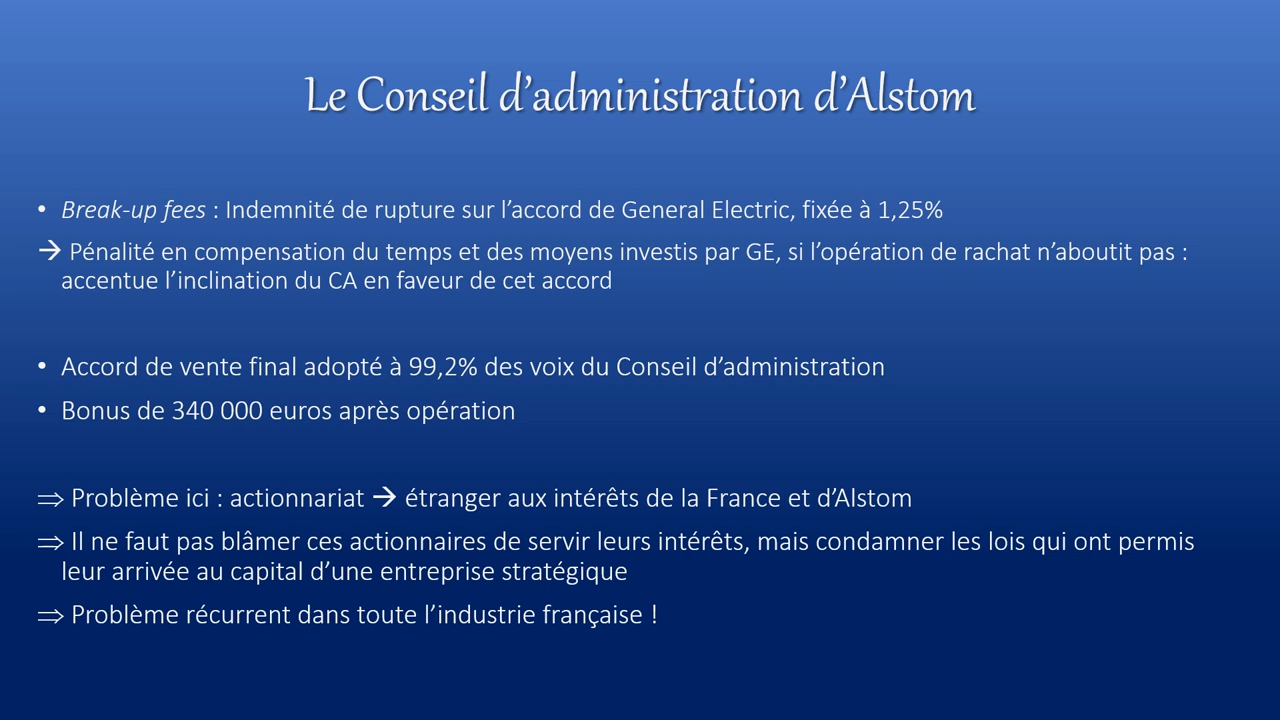 Le Conseil d’administration d’Alstom
• Break-up fees : Indemnité de rupture sur l’accord de General Electric, fixée à 1,25%
→ Pénalité en compensation du temps et des moyens investis par GE, si l’opération de rachat n’aboutit pas :
accentue l’inclination du CA en faveur de cet accord
• Accord de vente final adopté à 99,2% des voix du Conseil d’administration
• Bonus de 340 000 euros après opération
⇒ Problème ici : actionnariat → étranger aux intérêts de la France et d’Alstom
⇒ Il ne faut pas blâmer ces actionnaires de servir leurs intérêts, mais condamner les lois qui ont permis
leur arrivée au capital d’une entreprise stratégique
⇒ Problème récurrent dans toute l’industrie française !